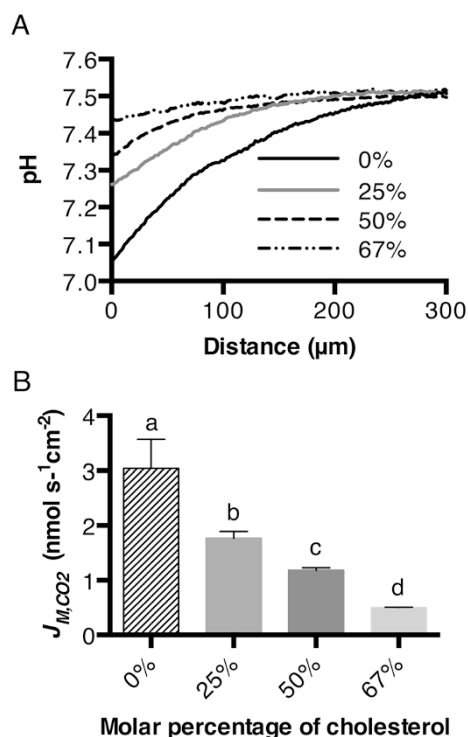 A
7.6
7.5
7.4
7.3
7.2
7.1
7.0
pH
0%
25%
50%
67%
0 100 200 300
Distance (µm)
B
4
3
2
1
0
J_M,CO2 (nmol s⁻¹cm⁻²)
a
b
c
d
0% 25% 50% 67%
Molar percentage of cholesterol